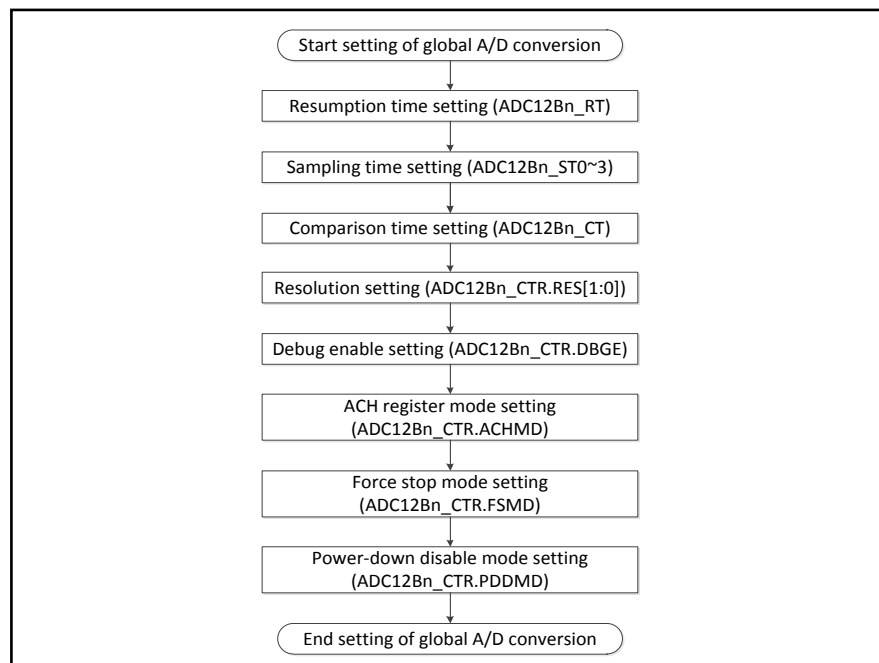 Start setting of global A/D conversion
Resumption time setting (ADC12Bn_RT)
Sampling time setting (ADC12Bn_ST0~3)
Comparison time setting (ADC12Bn_CT)
Resolution setting (ADC12Bn_CTR.RES[1:0])
Debug enable setting (ADC12Bn_CTR.DBGE)
ACH register mode setting
(ADC12Bn_CTR.ACHMD)
Force stop mode setting
(ADC12Bn_CTR.FSMD)
Power-down disable mode setting
(ADC12Bn_CTR.PDDMD)
End setting of global A/D conversion